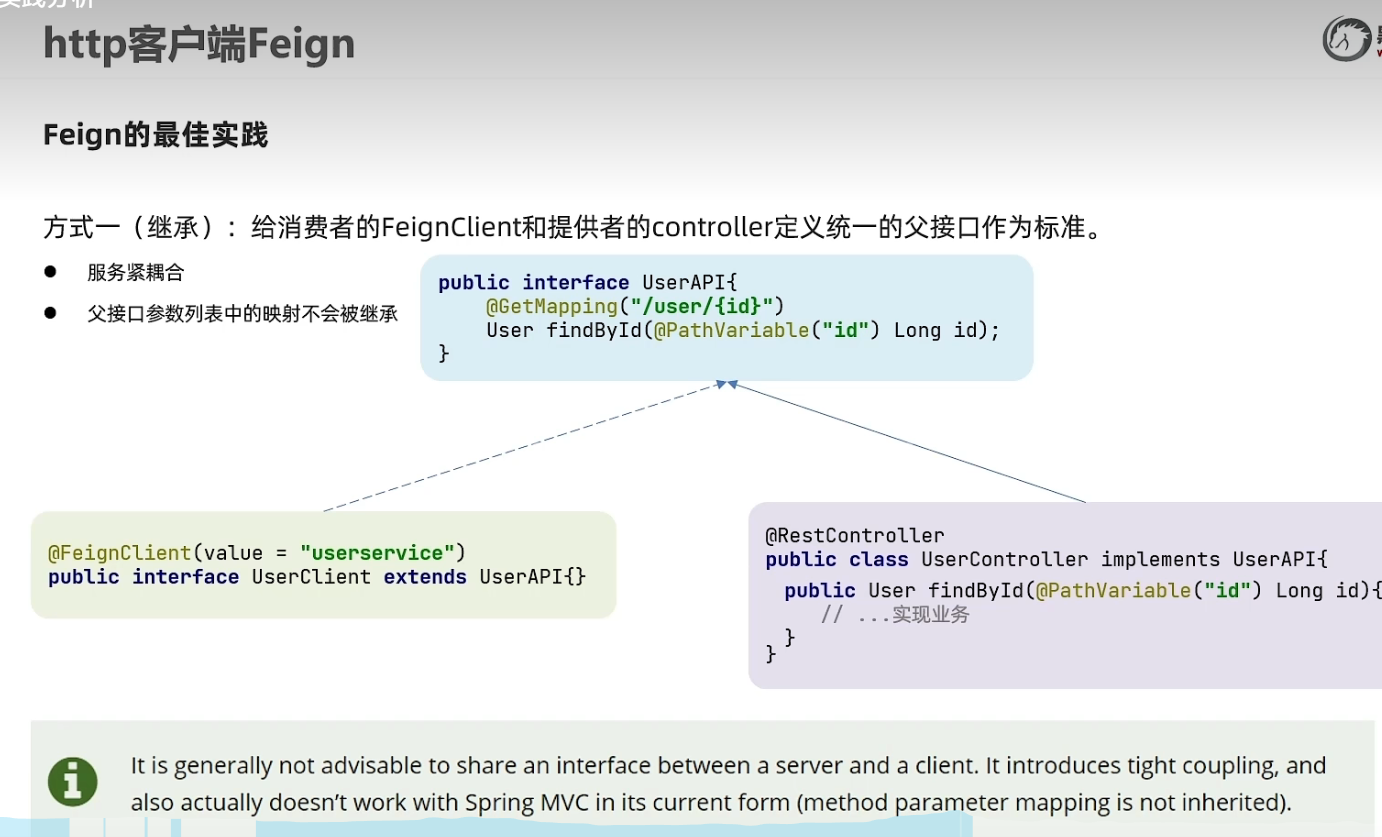 http客户端Feign
Feign的最佳实践
方式一（继承）：给消费者的FeignClient和提供者的controller定义统一的父接口作为标准。
● 服务紧耦合
● 父接口参数列表中的映射不会被继承
public interface UserAPI{
@GetMapping("/user/{id}")
User findById(@PathVariable("id") Long id);
}
@FeignClient(value = "userservice")
public interface UserClient extends UserAPI{}
@RestController
public class UserController implements UserAPI{
public User findById(@PathVariable("id") Long id){
// ...实现业务
}
}
It is generally not advisable to share an interface between a server and a client. It introduces tight coupling, and
also actually doesn’t work with Spring MVC in its current form (method parameter mapping is not inherited).